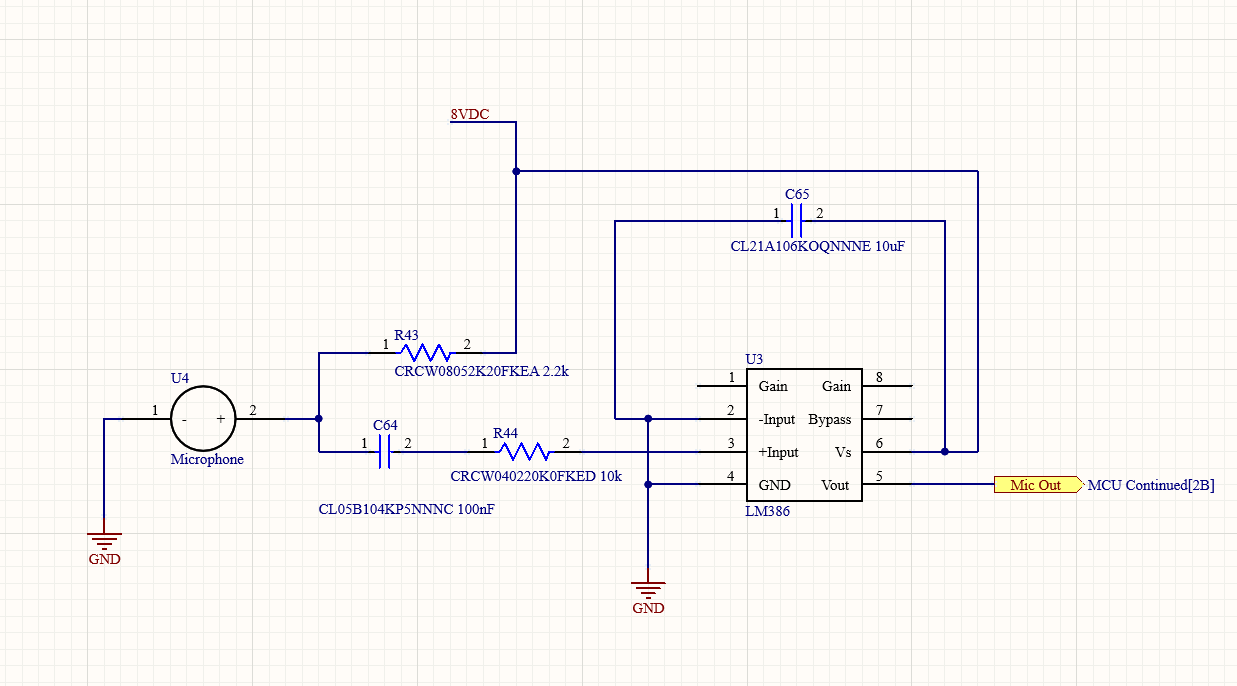 8VDC
C65
1 2
CL21A106KOQNNNE 10uF
R43
1 2
CRCW08052K20FKEA 2.2k
U4
1 - + 2
Microphone
C64
1 2
R44
1 2
CRCW040220K0FKED 10k
CL05B104KP5NNNC 100nF
U3
1 Gain Gain 8
2 -Input Bypass 7
3 +Input Vs 6
4 GND Vout 5
LM386
Mic Out MCU Continued[2B]
GND
GND